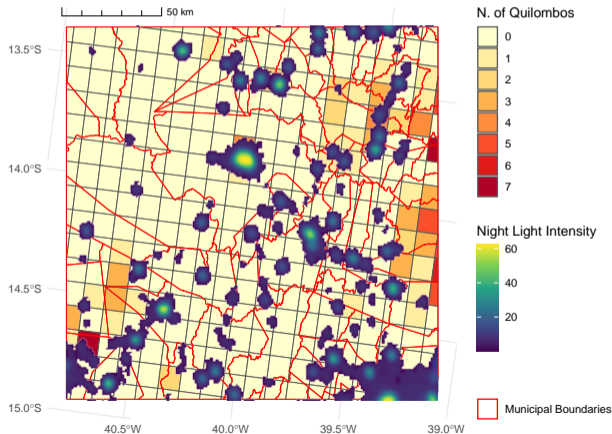 50 km
13.5°S
14.0°S
14.5°S
15.0°S
40.5°W
40.0°W
39.5°W
39.0°W
N. of Quilombos
0
1
2
3
4
5
6
7
Night Light Intensity
60
40
20
Municipal Boundaries